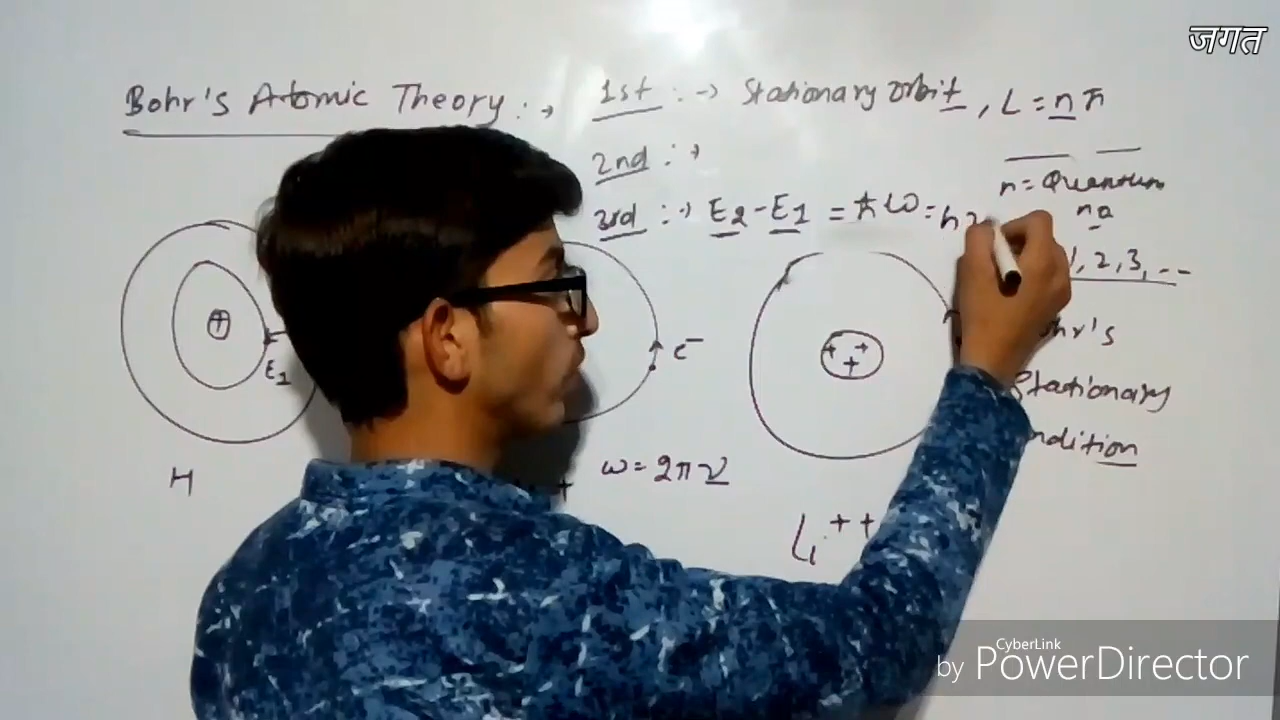 जगत
Bohr's Atomic Theory :→ 1st :→ Stationary orbit, L = nħ
2nd :→
n = Quantum
no
3rd :→ E2 - E1 = ħω = hν
1, 2, 3, --
Bohr's
Stationary
condition
E1
e-
H
+
ω = 2πν
Li++
CyberLink
by PowerDirector